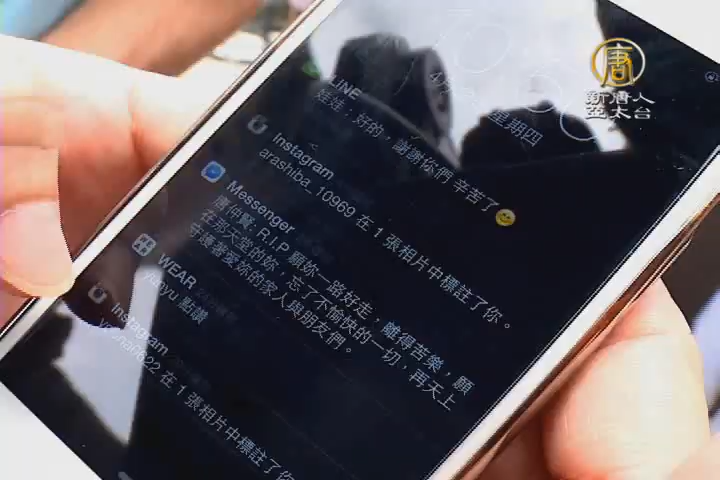 唐
新唐人
亞太台
星期四
LINE
娃娃：好的，謝謝你們 辛苦了
Instagram
arashiba_10969 在 1 張相片中標註了你。
Messenger
唐仲賢: R.I.P 願妳一路好走，離得苦樂，願
在那天堂的妳，忘了不愉快的一切，再天上
守護著愛妳的家人與朋友們。
WEAR
點讚
Instagram
在 1 張相片中標註了你